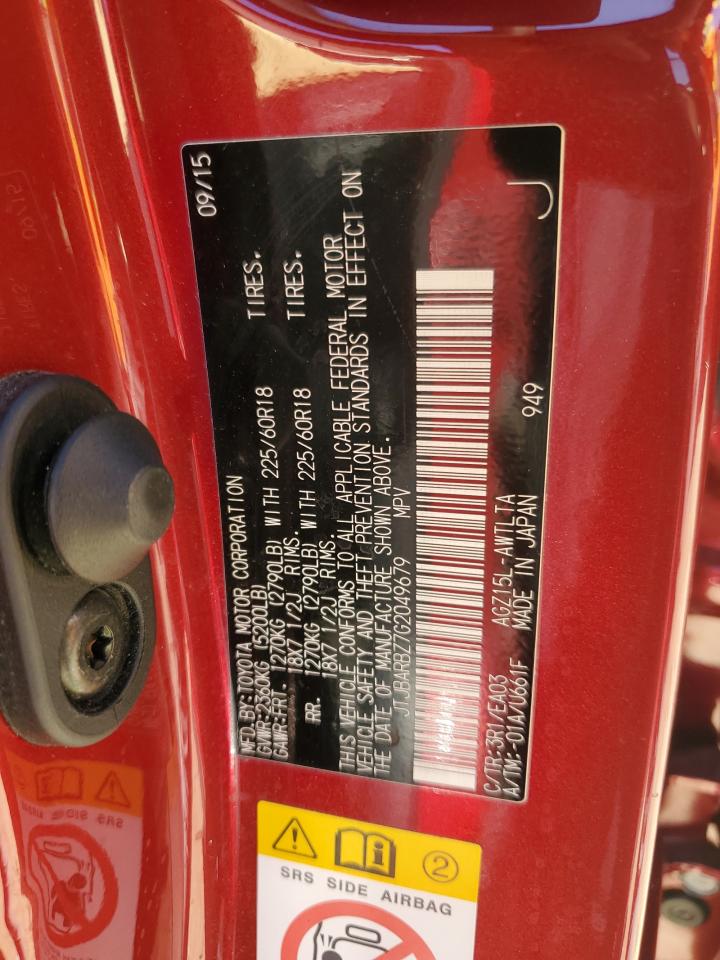 MFD.BY:TOYOTA MOTOR CORPORATION 09/15
GVWR:2360KG (5200LB)
GAWR:FRT. 1270KG (2790LB) WITH 225/60R18 TIRES.
18X7 1/2J RIMS.
RR. 1270KG (2790LB) WITH 225/60R18 TIRES.
18X7 1/2J RIMS.
THIS VEHICLE CONFORMS TO ALL APPLICABLE FEDERAL MOTOR
VEHICLE SAFETY AND THEFT PREVENTION STANDARDS IN EFFECT ON
THE DATE OF MANUFACTURE SHOWN ABOVE.
JTJBARBZ7G2049679 MPV
C/TR:3R1/EA03 AGZ15L-AWTLTA
A/TM:-01A/U661F MADE IN JAPAN 949 J
2
SRS SIDE AIRBAG